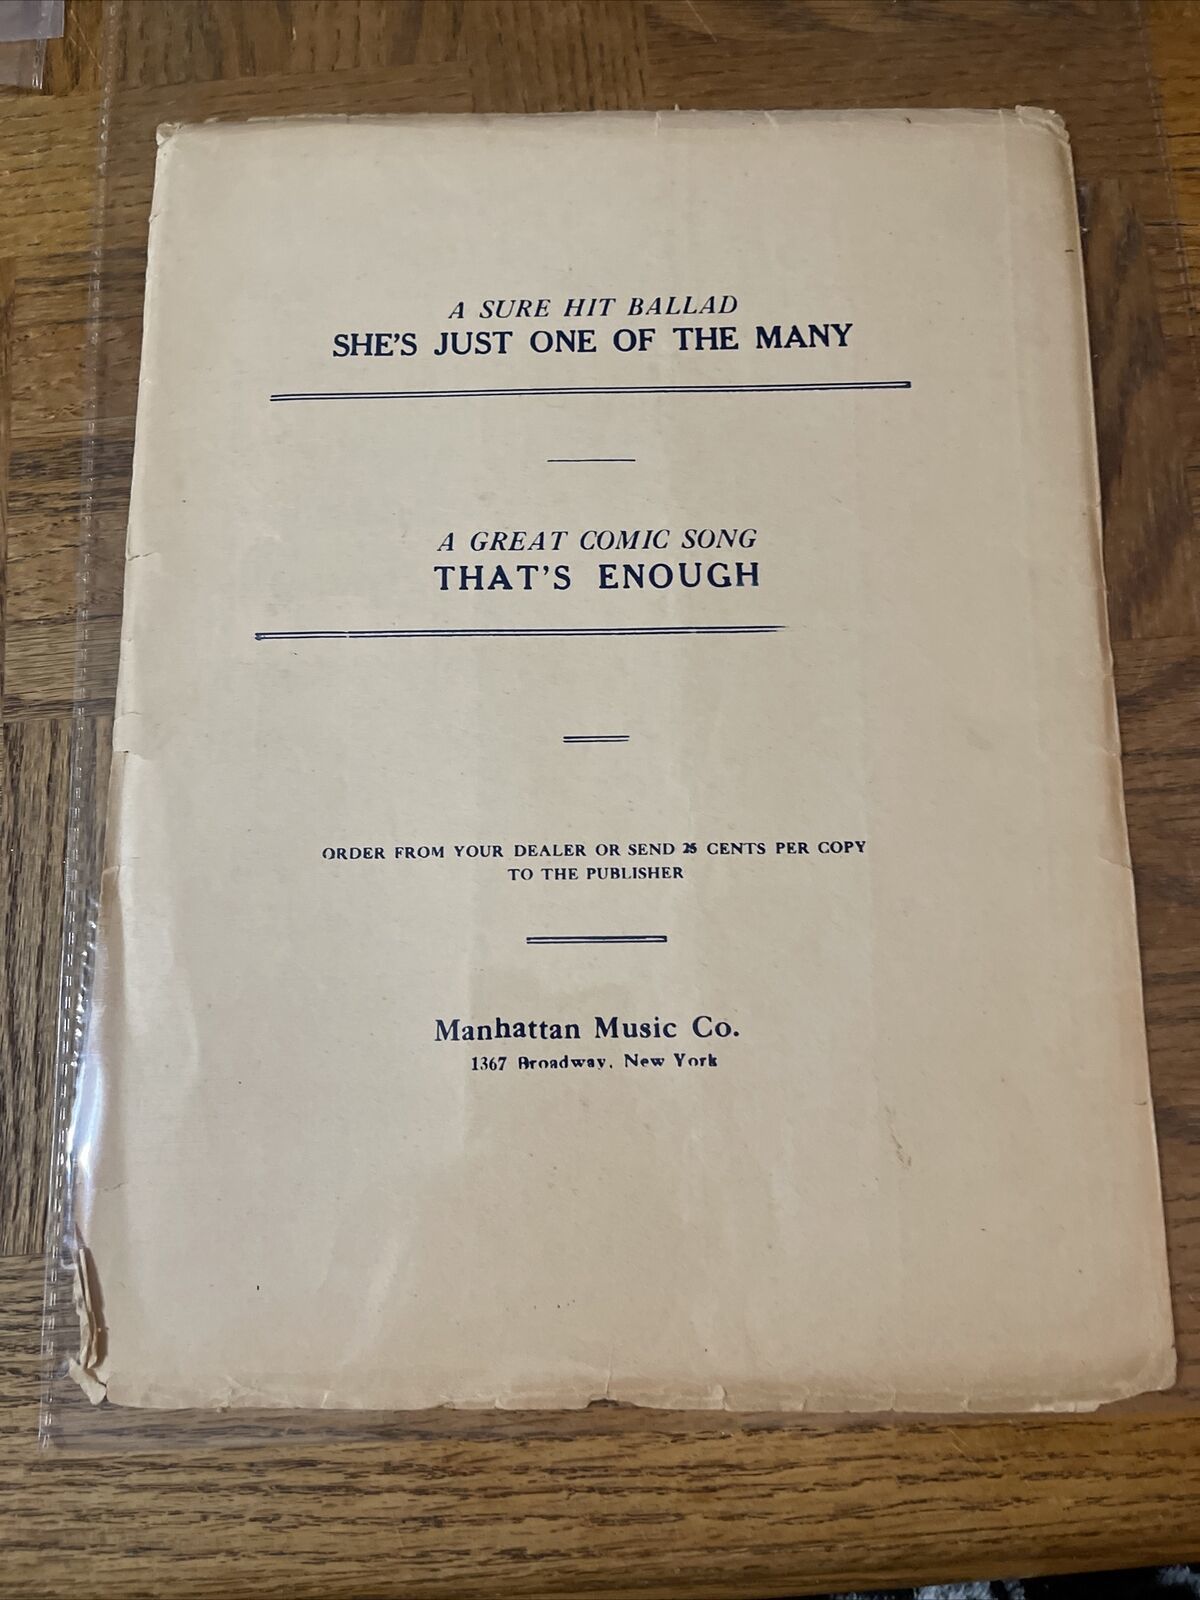 A SURE HIT BALLAD
SHE'S JUST ONE OF THE MANY
A GREAT COMIC SONG
THAT'S ENOUGH
ORDER FROM YOUR DEALER OR SEND 25 CENTS PER COPY
TO THE PUBLISHER
Manhattan Music Co.
1367 Broadway, New York